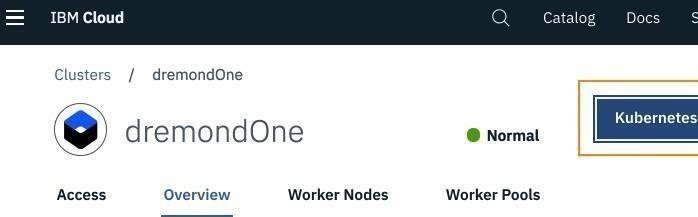 IBM Cloud Catalog Docs S
Clusters / dremondOne
dremondOne Normal Kubernetes
Access Overview Worker Nodes Worker Pools